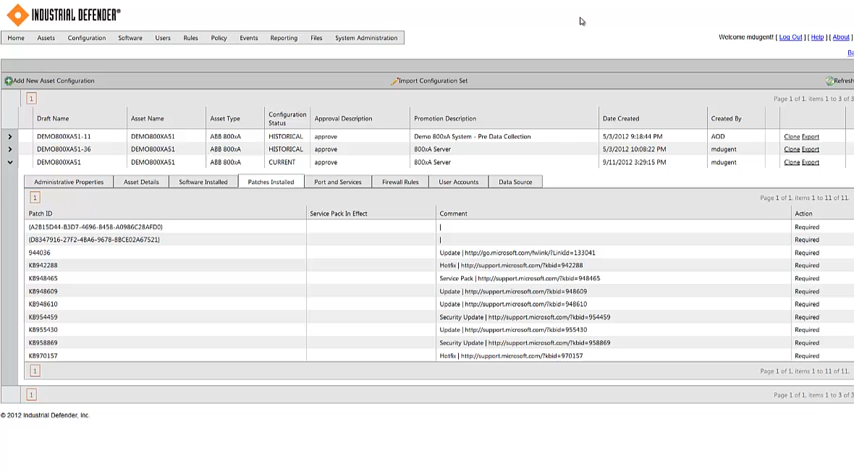 INDUSTRIAL DEFENDER®
Home Assets Configuration Software Users Rules Policy Events Reporting Files System Administration
Welcome mdugent! [ Log Out ] [ Help ] [ About ]
Add New Asset Configuration Import Configuration Set Refresh
1 Page 1 of 1, items 1 to 3 of 3
Draft Name Asset Name Asset Type Configuration Status Approval Description Promotion Description Date Created Created By
DEMO800XA51-11 DEMO800XA51 ABB 800xA HISTORICAL approve Demo 800xA System - Pre Data Collection 5/3/2012 9:18:44 PM AOD Clone Export
DEMO800XA51-36 DEMO800XA51 ABB 800xA HISTORICAL approve 800xA Server 5/3/2012 10:08:22 PM mdugent Clone Export
DEMO800XA51 DEMO800XA51 ABB 800xA CURRENT approve 800xA Server 9/11/2012 3:29:15 PM mdugent Clone Export
Administrative Properties Asset Details Software Installed Patches Installed Port and Services Firewall Rules User Accounts Data Source
1 Page 1 of 1, items 1 to 11 of 11.
Patch ID Service Pack In Effect Comment Action
{A2B15D44-B3D7-4696-8458-A0986C28AFD0} | Required
{D8347916-27F2-4BA6-9678-8BCE02A67521} | Required
944036 Update | http://go.microsoft.com/fwlink/?LinkId=133041 Required
KB942288 Hotfix | http://support.microsoft.com/?kbid=942288 Required
KB948465 Service Pack | http://support.microsoft.com/?kbid=948465 Required
KB948609 Update | http://support.microsoft.com/?kbid=948609 Required
KB948610 Update | http://support.microsoft.com/?kbid=948610 Required
KB954459 Security Update | http://support.microsoft.com/?kbid=954459 Required
KB955430 Update | http://support.microsoft.com/?kbid=955430 Required
KB958869 Security Update | http://support.microsoft.com/?kbid=958869 Required
KB970157 Hotfix | http://support.microsoft.com/?kbid=970157 Required
1 Page 1 of 1, items 1 to 11 of 11.
1 Page 1 of 1, items 1 to 3 of 3
© 2012 Industrial Defender, Inc.